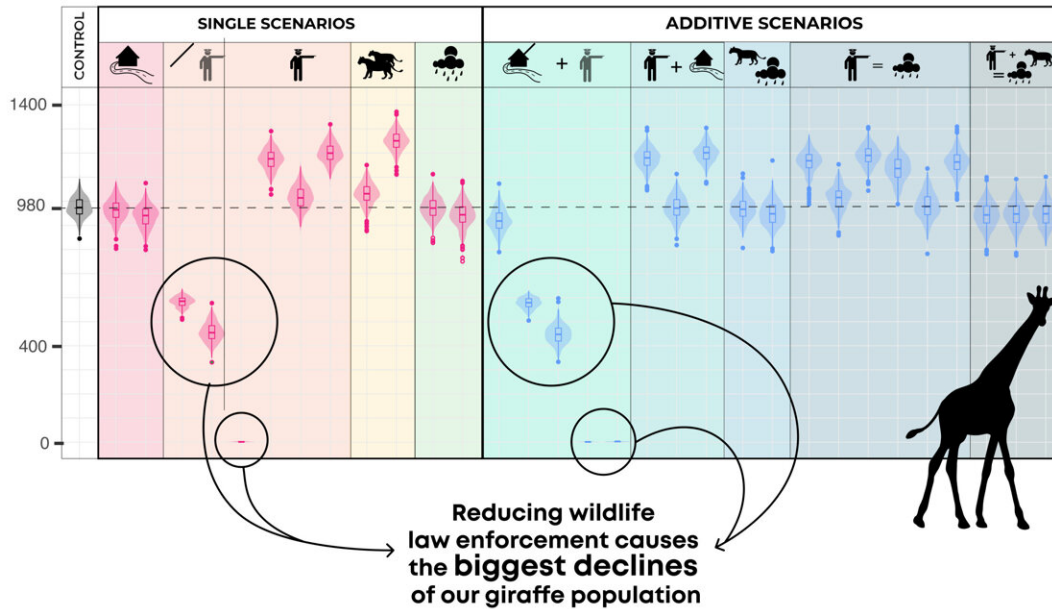 CONTROL
SINGLE SCENARIOS
ADDITIVE SCENARIOS
+
+
=
+
=
1400
980
400
0
Reducing wildlife
law enforcement causes
the biggest declines
of our giraffe population